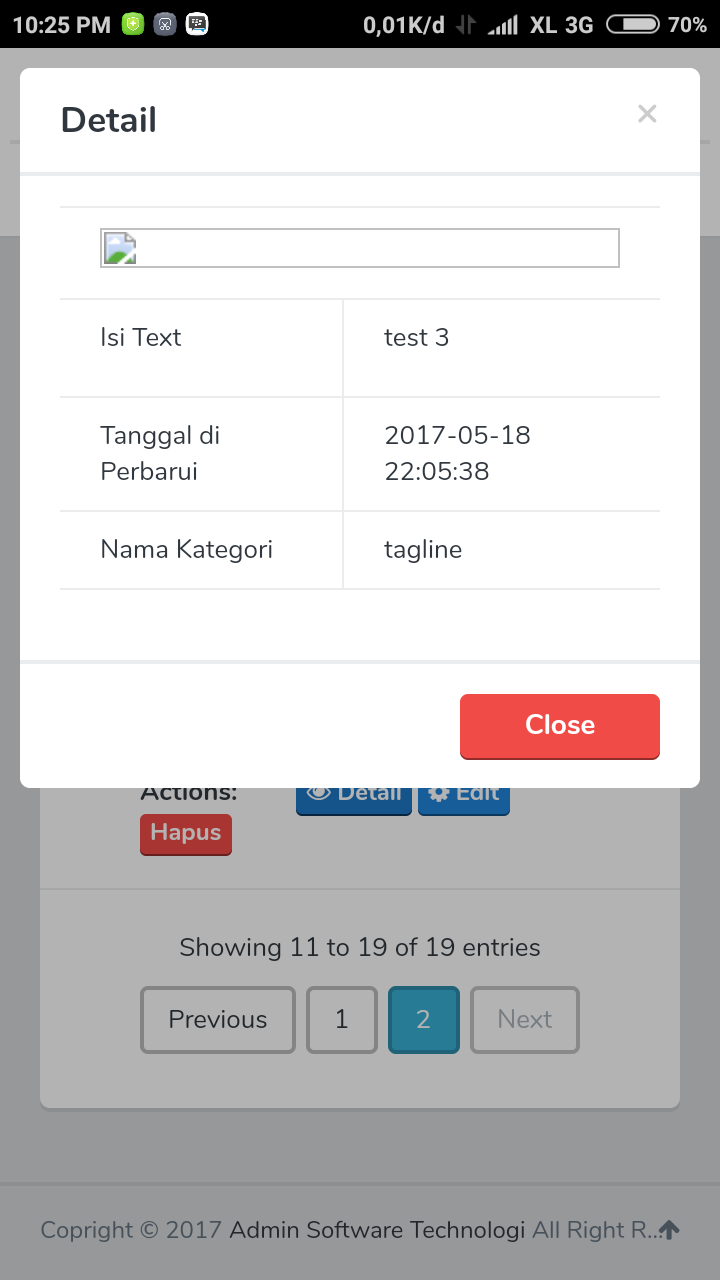 10:25 PM 0,01K/d XL 3G 70%
Detail ×
Isi Text test 3
Tanggal di 2017-05-18
Perbarui 22:05:38
Nama Kategori tagline
Close
Actions: Detail Edit
Hapus
Showing 11 to 19 of 19 entries
Previous 1 2 Next
Copright © 2017 Admin Software Technologi All Right R...